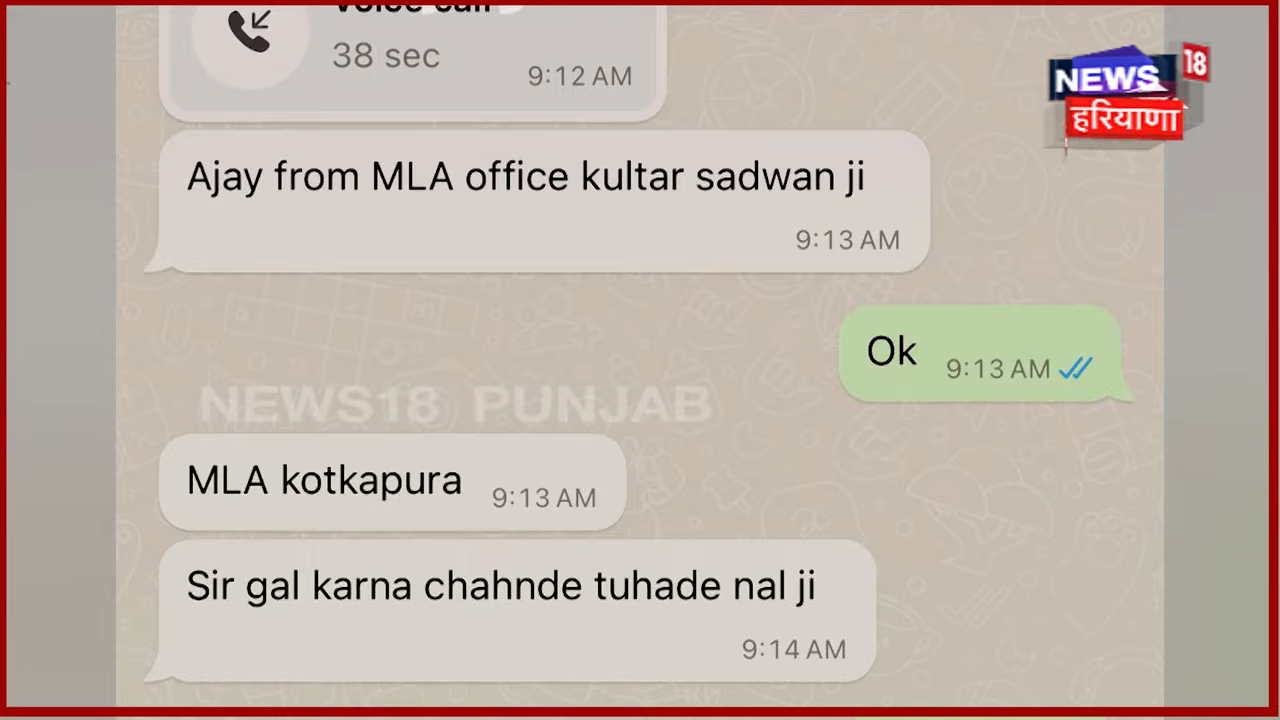 Voice call
38 sec
9:12 AM
NEWS 18
हरियाणा
Ajay from MLA office kultar sadwan ji
9:13 AM
Ok 9:13 AM
NEWS18 PUNJAB
MLA kotkapura 9:13 AM
Sir gal karna chahnde tuhade nal ji
9:14 AM